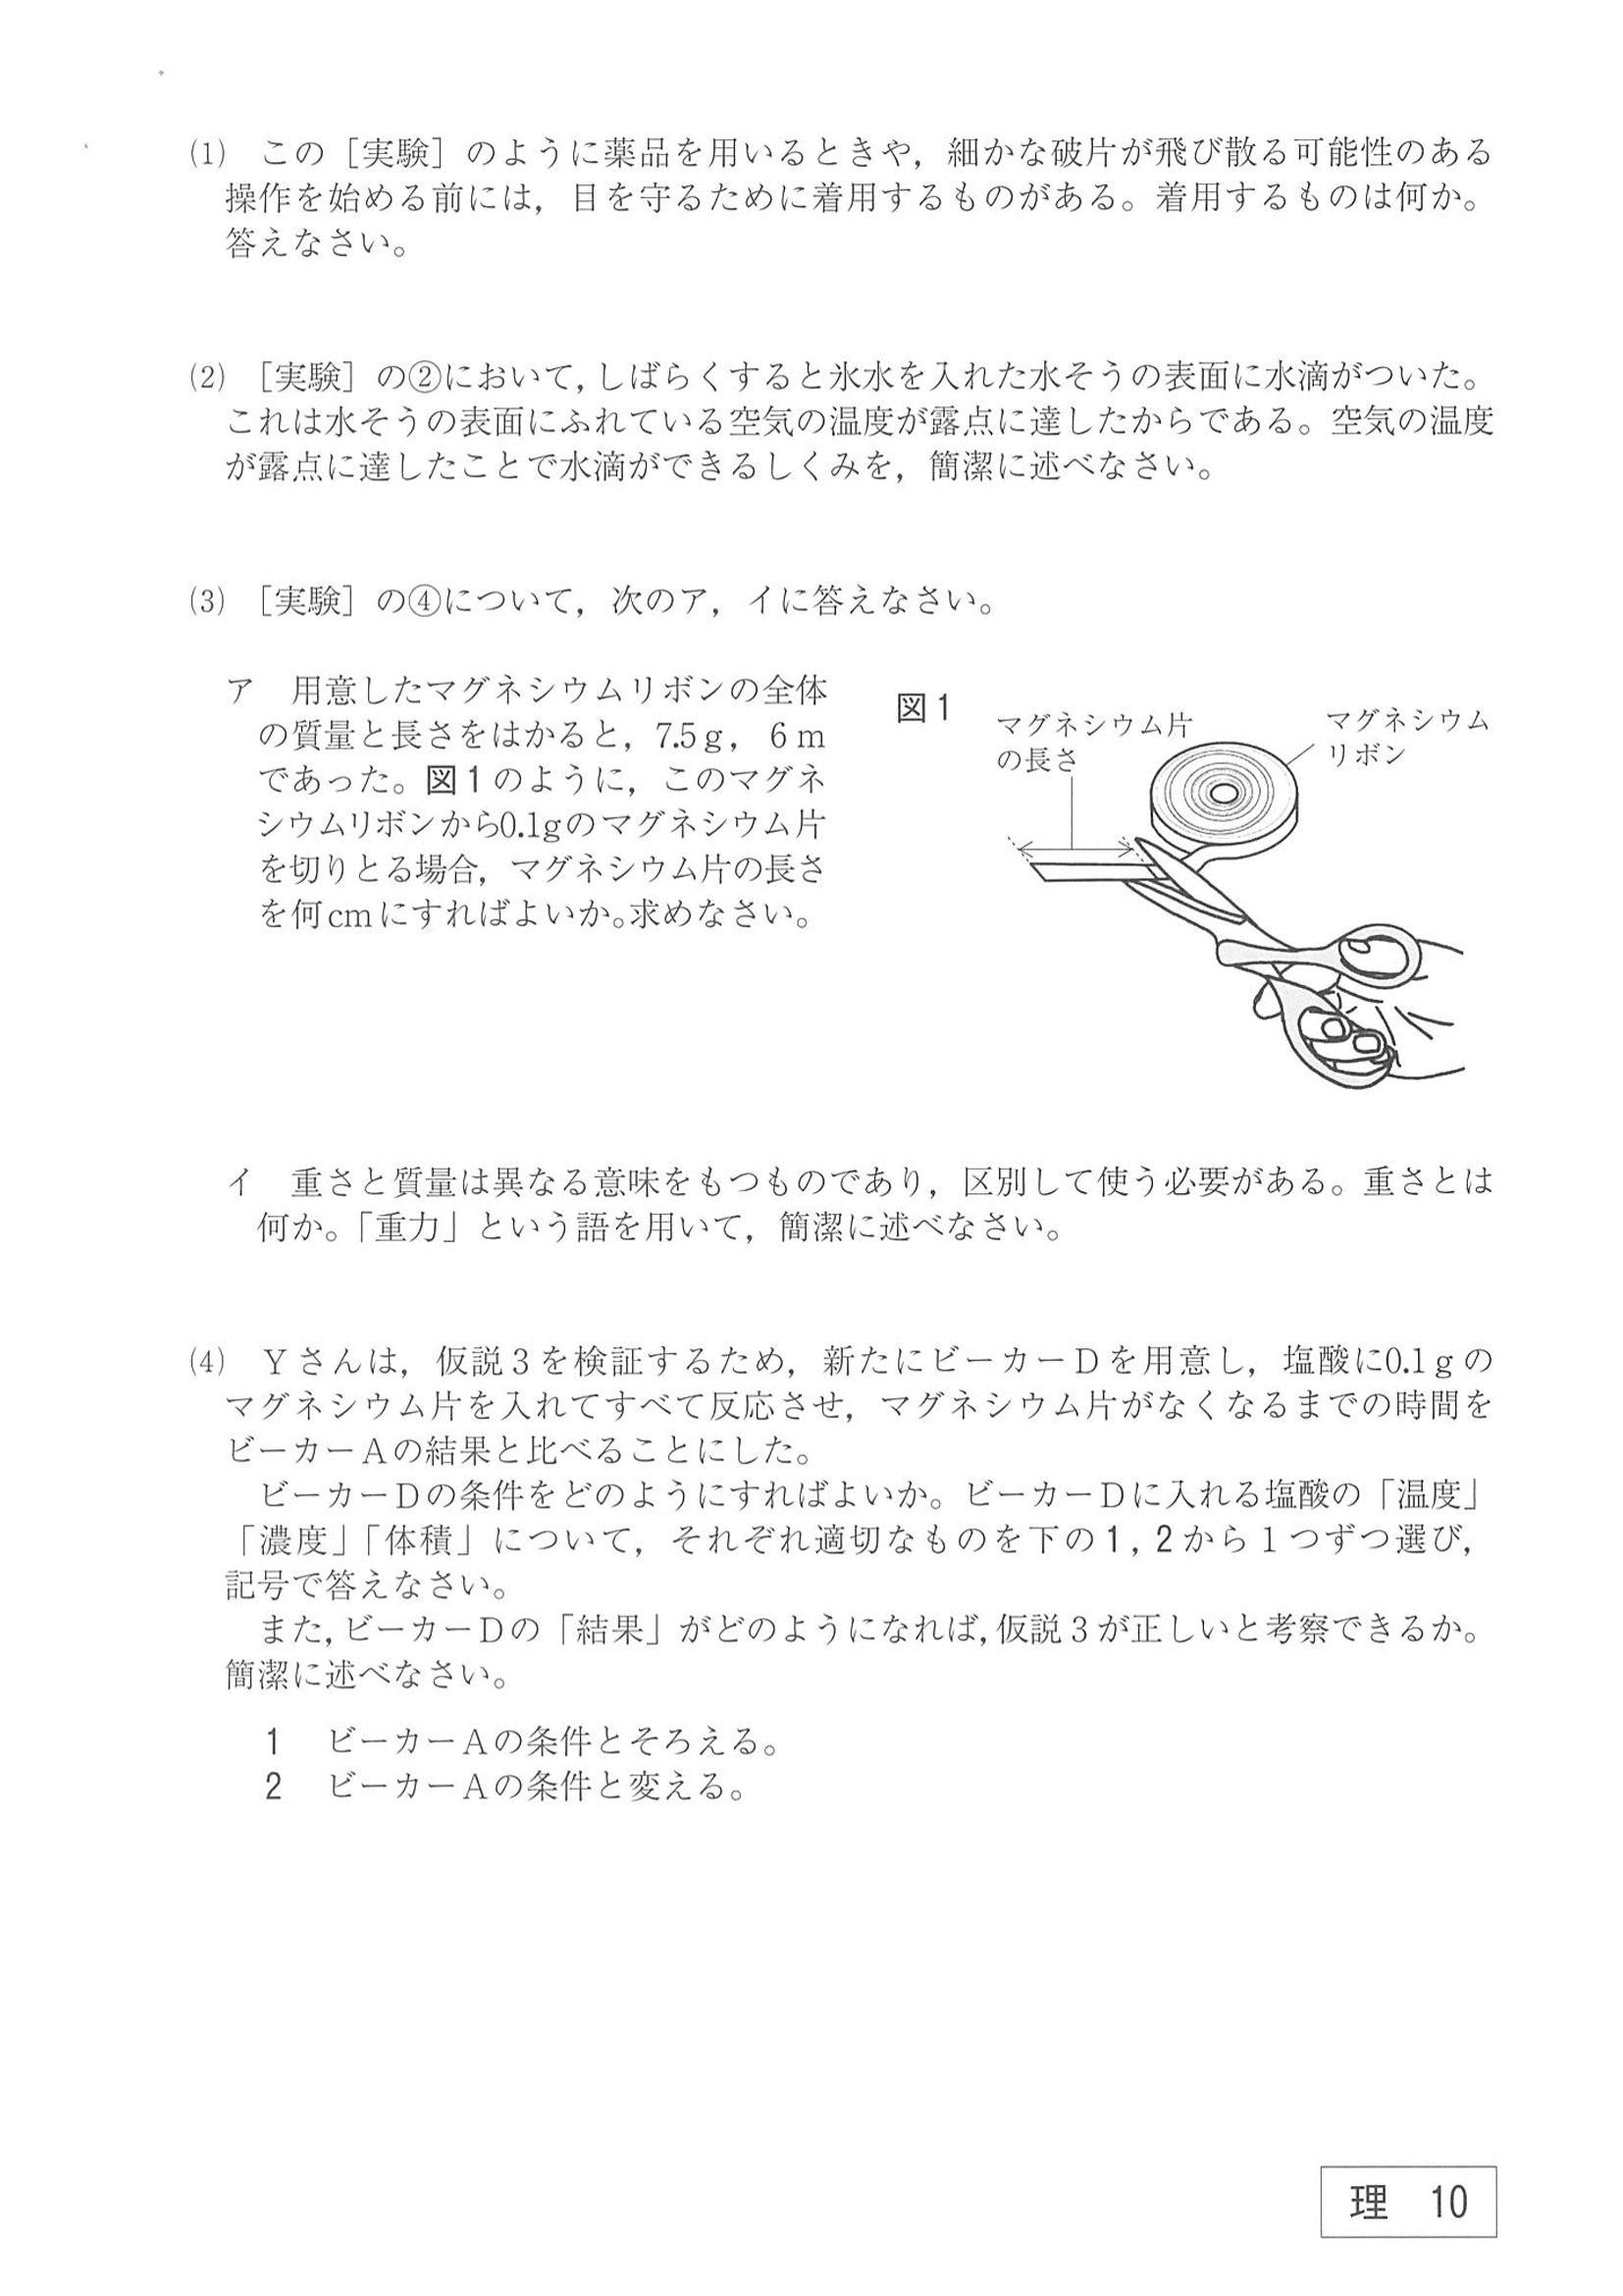 (1) この［実験］のように薬品を用いるときや，細かな破片が飛び散る可能性のある
操作を始める前には，目を守るために着用するものがある。着用するものは何か。
答えなさい。
(2) ［実験］の②において，しばらくすると氷水を入れた水そうの表面に水滴がついた。
これは水そうの表面にふれている空気の温度が露点に達したからである。空気の温度
が露点に達したことで水滴ができるしくみを，簡潔に述べなさい。
(3) ［実験］の④について，次のア，イに答えなさい。
ア　用意したマグネシウムリボンの全体
の質量と長さをはかると，7.5ｇ，６ｍ
であった。図１のように，このマグネ
シウムリボンから0.1gのマグネシウム片
を切りとる場合，マグネシウム片の長さ
を何cmにすればよいか。求めなさい。
図１
マグネシウム片
の長さ
マグネシウム
リボン
イ　重さと質量は異なる意味をもつものであり，区別して使う必要がある。重さとは
何か。「重力」という語を用いて，簡潔に述べなさい。
(4) Ｙさんは，仮説３を検証するため，新たにビーカーＤを用意し，塩酸に0.1ｇの
マグネシウム片を入れてすべて反応させ，マグネシウム片がなくなるまでの時間を
ビーカーＡの結果と比べることにした。
ビーカーＤの条件をどのようにすればよいか。ビーカーＤに入れる塩酸の「温度」
「濃度」「体積」について，それぞれ適切なものを下の１，２から１つずつ選び，
記号で答えなさい。
また，ビーカーＤの「結果」がどのようになれば，仮説３が正しいと考察できるか。
簡潔に述べなさい。
１　ビーカーＡの条件とそろえる。
２　ビーカーＡの条件と変える。
理　10